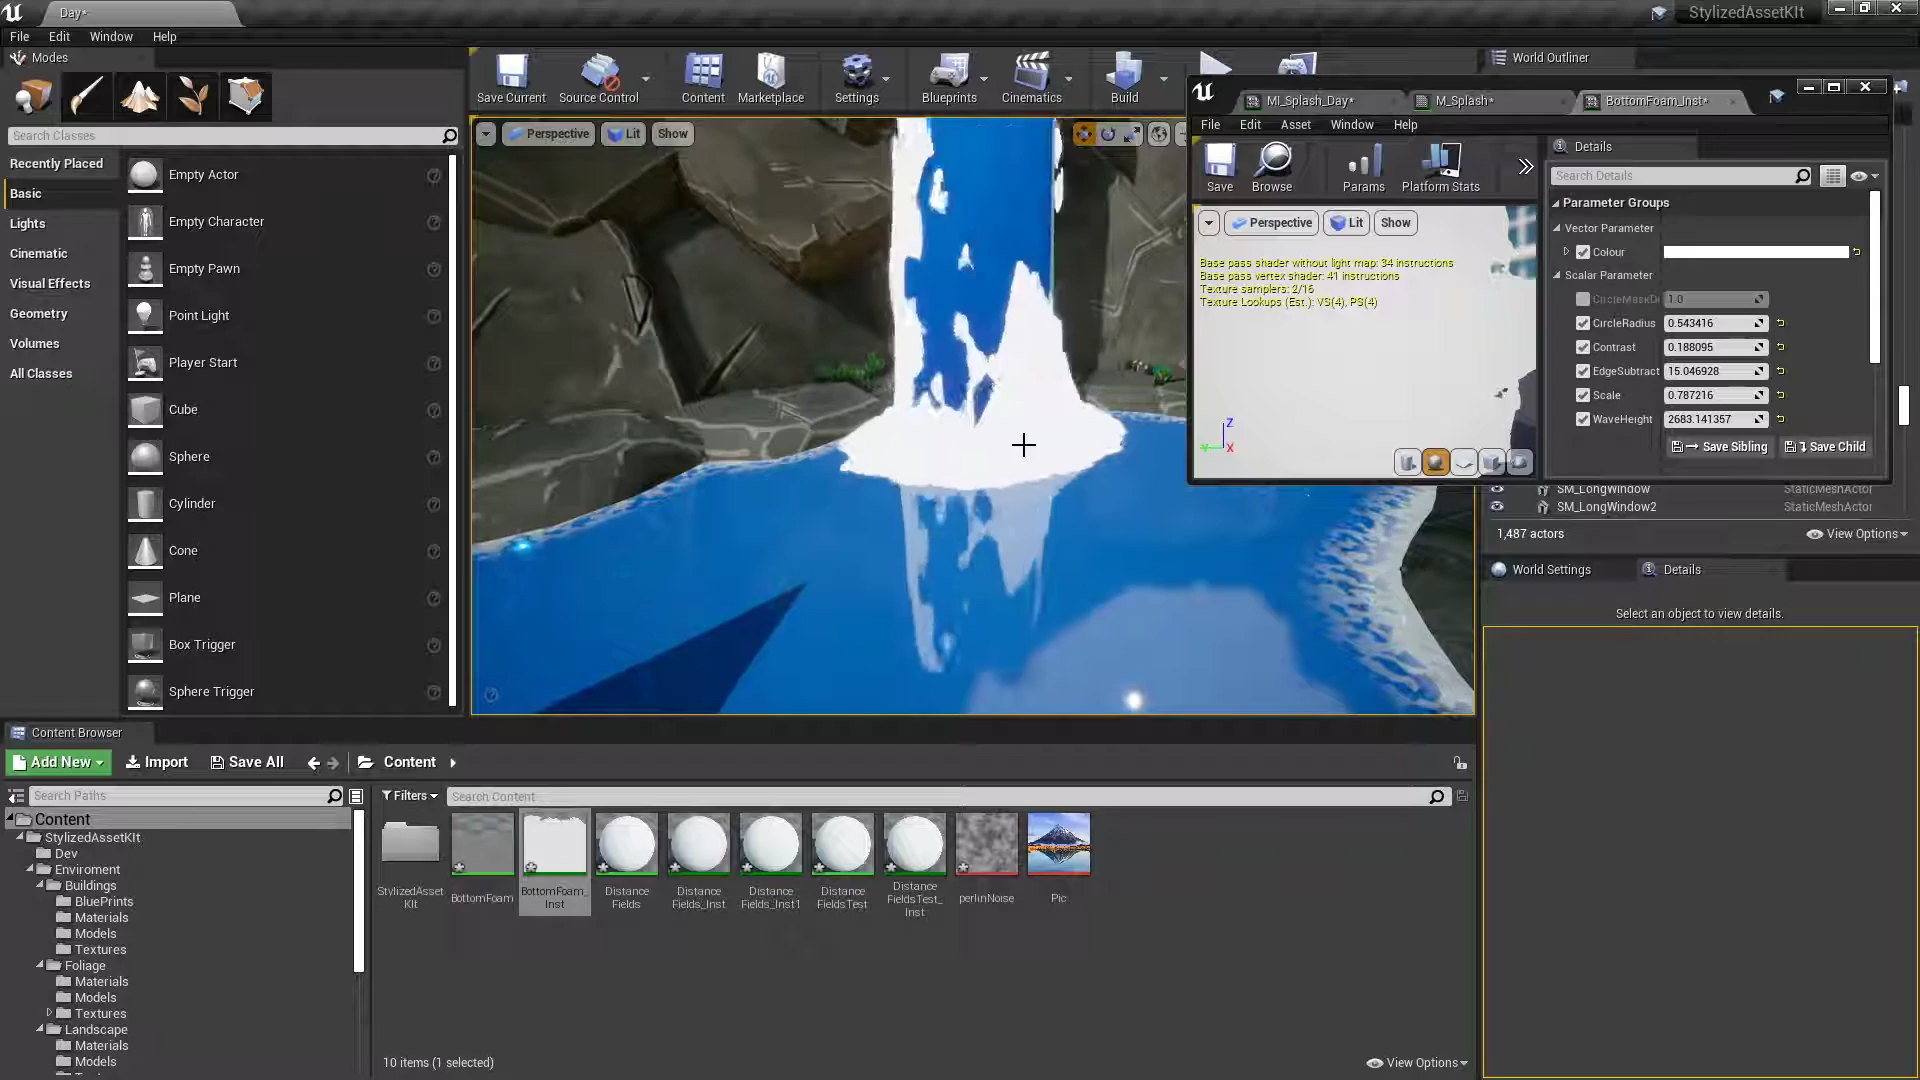 Day*
StylizedAssetKIt
File Edit Window Help
Modes
Search Classes
Recently Placed
Basic
Lights
Cinematic
Visual Effects
Geometry
Volumes
All Classes
Empty Actor
Empty Character
Empty Pawn
Point Light
Player Start
Cube
Sphere
Cylinder
Cone
Plane
Box Trigger
Sphere Trigger
Save Current
Source Control
Content
Marketplace
Settings
Blueprints
Cinematics
Build
Perspective
Lit
Show
World Outliner
MI_Splash_Day*
M_Splash*
BottomFoam_Inst*
File Edit Asset Window Help
Save
Browse
Params
Platform Stats
Perspective
Lit
Show
Base pass shader without light map: 34 instructions
Base pass vertex shader: 41 instructions
Texture samplers: 2/16
Texture Lookups (Est.): VS(4), PS(4)
Z
Y
X
Details
Search Details
Parameter Groups
Vector Parameter
Colour
Scalar Parameter
CircleMaskD 1.0
CircleRadius 0.543416
Contrast 0.188095
EdgeSubtract 15.046928
Scale 0.787216
WaveHeight 2683.141357
Save Sibling
Save Child
SM_LongWindow StaticMeshActor
SM_LongWindow2 StaticMeshActor
1,487 actors
View Options
World Settings
Details
Select an object to view details.
Content Browser
Add New
Import
Save All
Content
Search Paths
Filters
Search Content
Content
StylizedAssetKIt
Dev
Enviroment
Buildings
BluePrints
Materials
Models
Textures
Foliage
Materials
Models
Textures
Landscape
Materials
Models
StylizedAsset
KIt
BottomFoam
BottomFoam_
Inst
Distance
Fields
Distance
Fields_Inst
Distance
Fields_Inst1
Distance
FieldsTest
Distance
FieldsTest_
Inst
perlinNoise
Pic
10 items (1 selected)
View Options